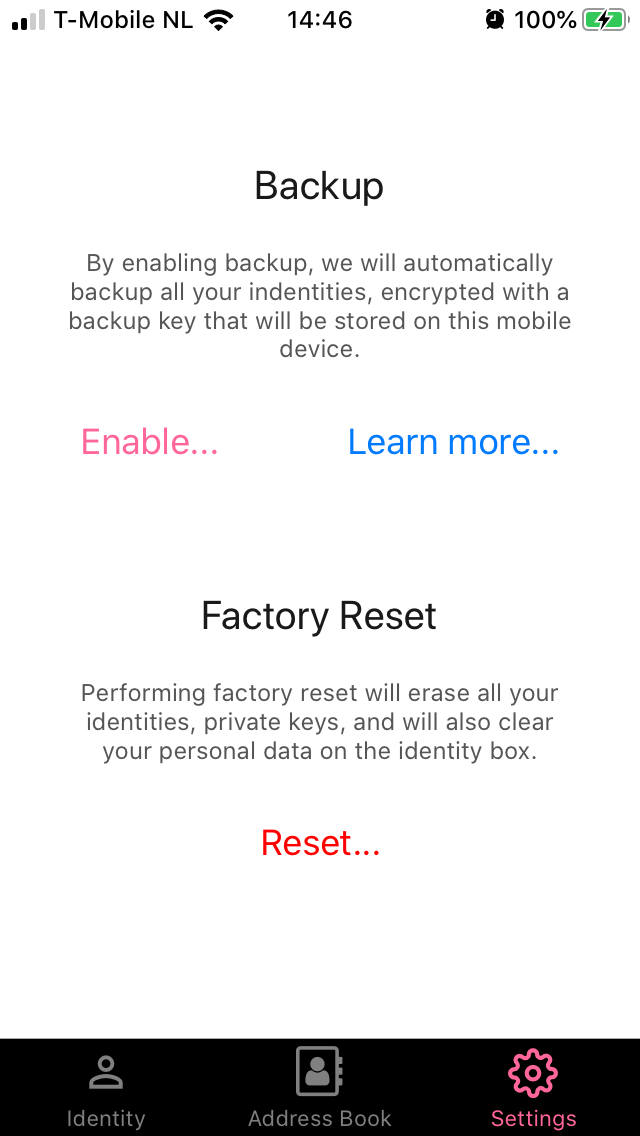 T-Mobile NL 14:46 100%
Backup
By enabling backup, we will automatically
backup all your indentities, encrypted with a
backup key that will be stored on this mobile
device.
Enable... Learn more...
Factory Reset
Performing factory reset will erase all your
identities, private keys, and will also clear
your personal data on the identity box.
Reset...
Identity Address Book Settings